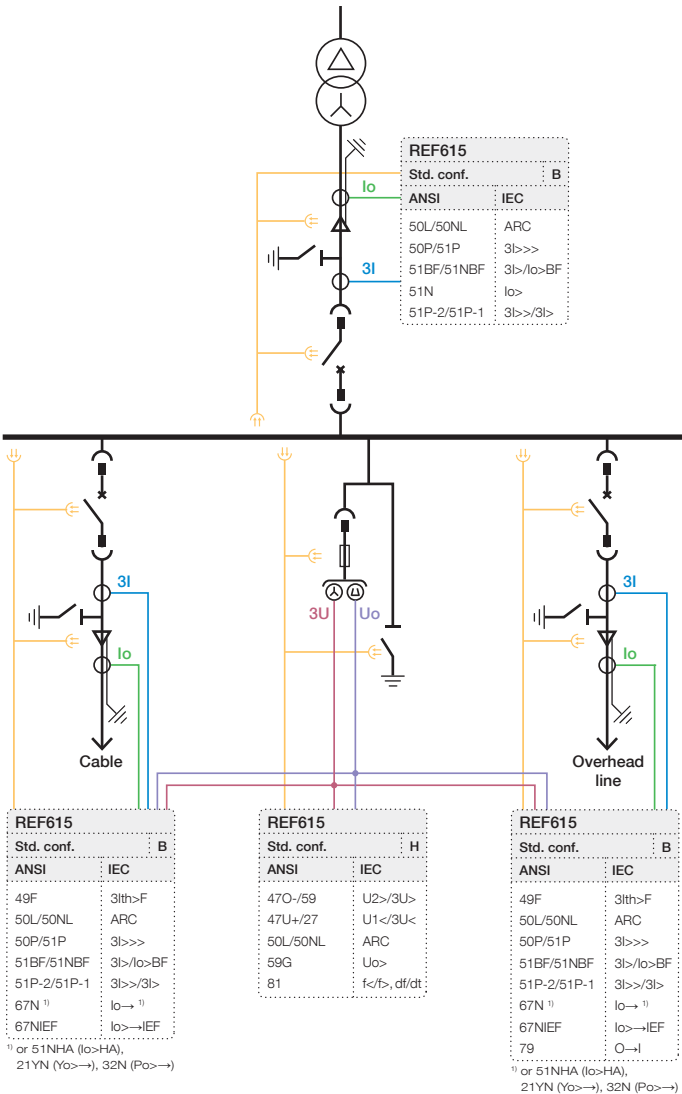 REF615
Std. conf. B
ANSI IEC
50L/50NL ARC
50P/51P 3I>>>
51BF/51NBF 3I>/Io>BF
51N Io>
51P-2/51P-1 3I>>/3I>
Io
3I
3I
Io
Cable
3U Uo
3I
Io
Overhead
line
REF615
Std. conf. B
ANSI IEC
49F 3Ith>F
50L/50NL ARC
50P/51P 3I>>>
51BF/51NBF 3I>/Io>BF
51P-2/51P-1 3I>>/3I>
67N ¹⁾ Io→ ¹⁾
67NIEF Io>→IEF
¹⁾ or 51NHA (Io>HA),
21YN (Yo>→), 32N (Po>→)
REF615
Std. conf. H
ANSI IEC
47O-/59 U2>/3U>
47U+/27 U1</3U<
50L/50NL ARC
59G Uo>
81 f</f>, df/dt
REF615
Std. conf. B
ANSI IEC
49F 3Ith>F
50L/50NL ARC
50P/51P 3I>>>
51BF/51NBF 3I>/Io>BF
51P-2/51P-1 3I>>/3I>
67N ¹⁾ Io→ ¹⁾
67NIEF Io>→IEF
79 O→I
¹⁾ or 51NHA (Io>HA),
21YN (Yo>→), 32N (Po>→)